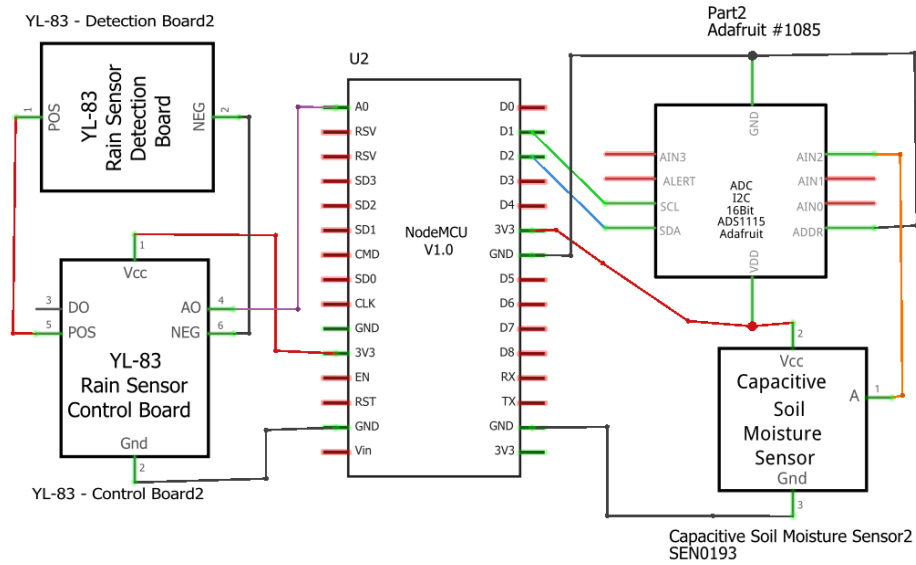 YL-83 - Detection Board2
1
POS
YL-83
Rain Sensor
Detection
Board
NEG
2
1
Vcc
3
DO
AO
4
5
POS
NEG
6
YL-83
Rain Sensor
Control Board
Gnd
2
YL-83 - Control Board2
U2
A0
RSV
RSV
SD3
SD2
SD1
CMD
SD0
CLK
GND
3V3
EN
RST
GND
Vin
NodeMCU
V1.0
D0
D1
D2
D3
D4
3V3
GND
D5
D6
D7
D8
RX
TX
GND
3V3
Part2
Adafruit #1085
GND
AIN3
ALERT
SCL
SDA
ADC
I2C
16Bit
ADS1115
Adafruit
AIN2
AIN1
AIN0
ADDR
VDD
2
Vcc
Capacitive
Soil
Moisture
Sensor
A
1
Gnd
3
Capacitive Soil Moisture Sensor2
SEN0193